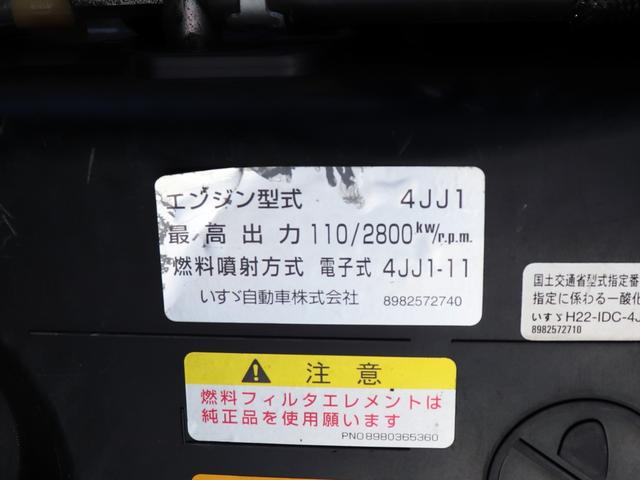 エンジン型式 4JJ1
最高出力 110/2800kw/r.p.m.
燃料噴射方式 電子式 4JJ1-11
いすゞ自動車株式会社 8982572740
国土交通省型式指定番
指定に係わる一酸化
いすゞ H22-IDC-4J
8982572710
注意
燃料フィルタエレメントは
純正品を使用願います
PNO8980365360